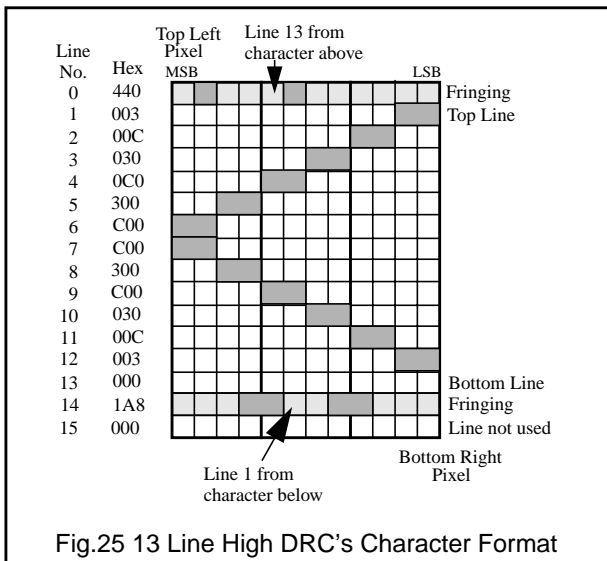 Top Left Pixel
Line 13 from character above
Line No. Hex MSB LSB
0 440 Fringing
1 003 Top Line
2 00C
3 030
4 0C0
5 300
6 C00
7 C00
8 300
9 C00
10 030
11 00C
12 003
13 000 Bottom Line
14 1A8 Fringing
15 000 Line not used
Line 1 from character below
Bottom Right Pixel
Fig.25 13 Line High DRC's Character Format